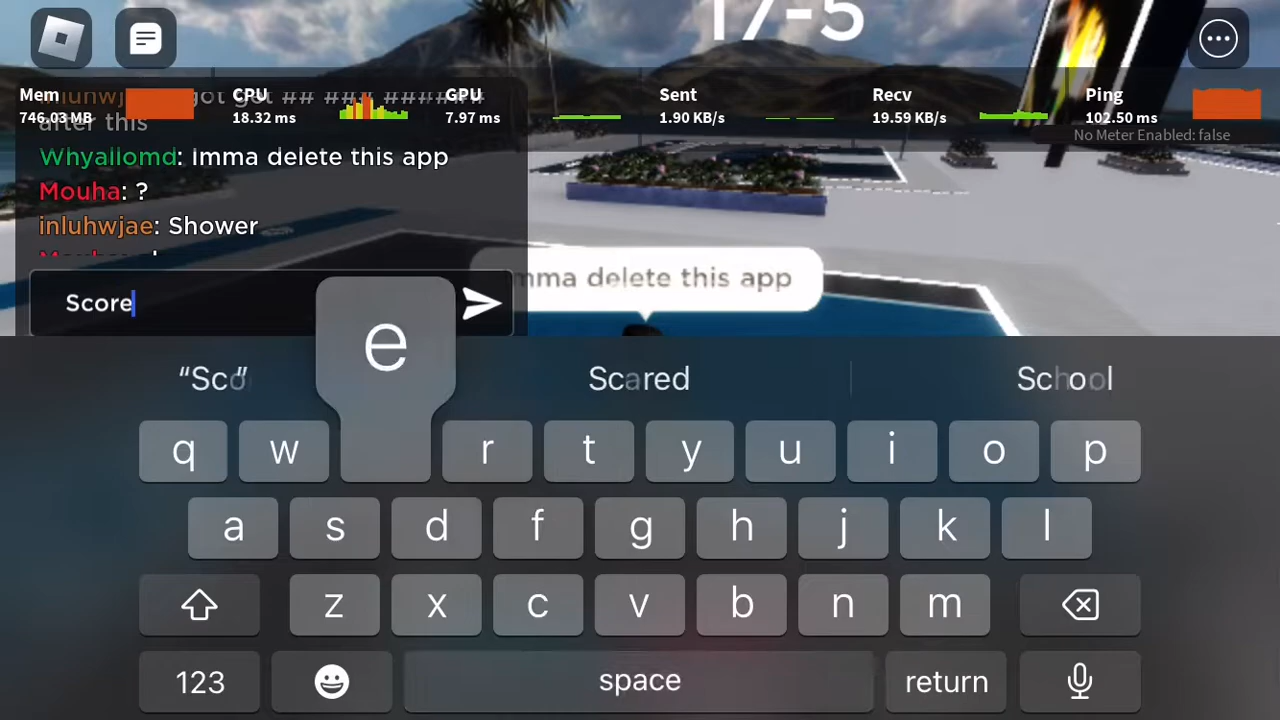 17-5
Mem CPU GPU Sent Recv Ping
746.03 MB 18.32 ms 7.97 ms 1.90 KB/s 19.59 KB/s 102.50 ms
No Meter Enabled: false
got get ## ### ######
after this
Whyallomd: Imma delete this app
Mouha: ?
inluhwjae: Shower
mma delete this app
Score
e
“Sco” Scared School
q w r t y u i o p
a s d f g h j k l
z x c v b n m
123 space return